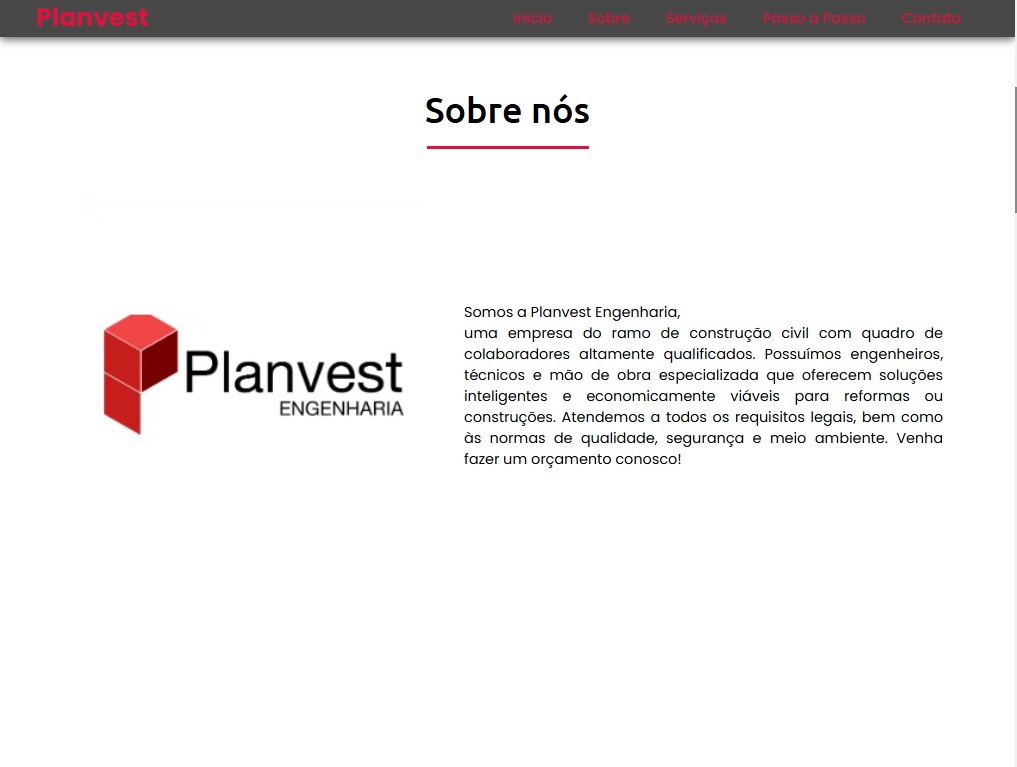 Planvest
Início
Sobre
Serviços
Passo a Passo
Contato
Sobre nós
Planvest
ENGENHARIA
Somos a Planvest Engenharia,
uma empresa do ramo de construção civil com quadro de
colaboradores altamente qualificados. Possuímos engenheiros,
técnicos e mão de obra especializada que oferecem soluções
inteligentes e economicamente viáveis para reformas ou
construções. Atendemos a todos os requisitos legais, bem como
às normas de qualidade, segurança e meio ambiente. Venha
fazer um orçamento conosco!